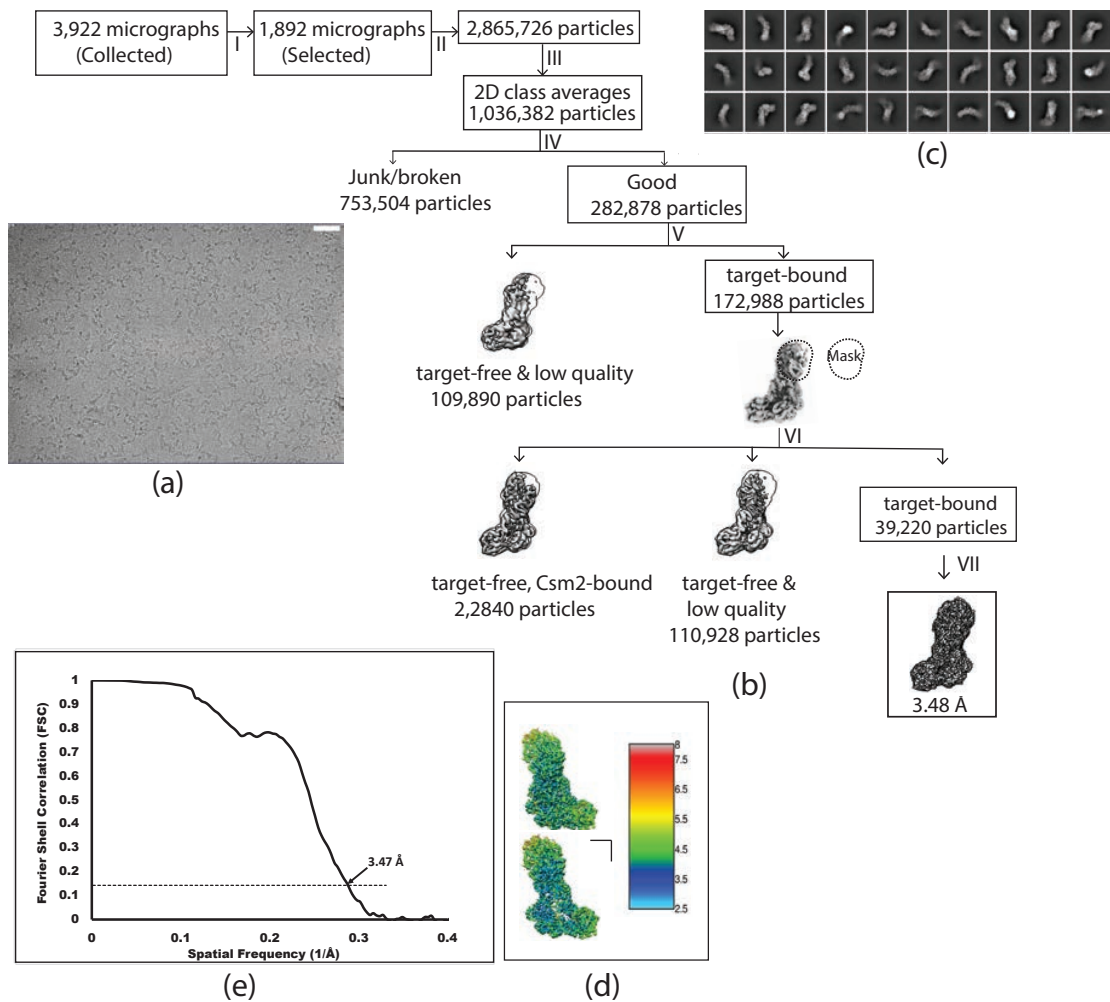 3,922 micrographs
(Collected)
I
1,892 micrographs
(Selected)
II
2,865,726 particles
III
2D class averages
1,036,382 particles
IV
Junk/broken
753,504 particles
Good
282,878 particles
V
target-free & low quality
109,890 particles
target-bound
172,988 particles
Mask
VI
target-free, Csm2-bound
2,2840 particles
target-free &
low quality
110,928 particles
target-bound
39,220 particles
VII
3.48 Å
(a)
(b)
(c)
1
0.9
0.8
0.7
0.6
0.5
0.4
0.3
0.2
0.1
0
Fourier Shell Correlation (FSC)
3.47 Å
0
0.1
0.2
0.3
0.4
Spatial Frequency (1/Å)
(e)
8
7.5
6.5
5.5
4.5
3.5
2.5
(d)